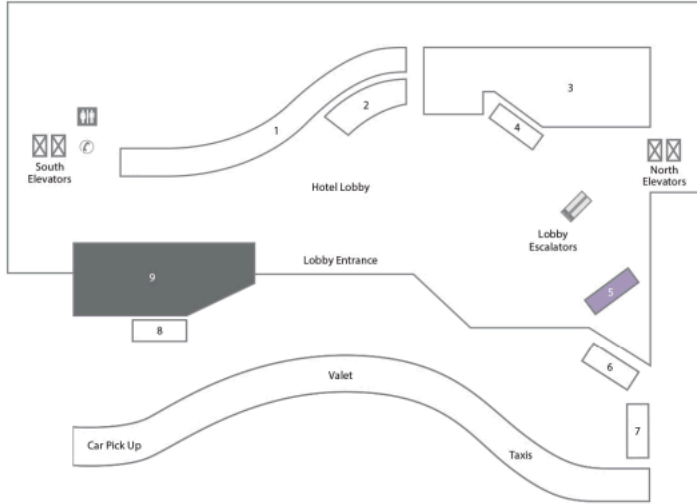 1
2
3
4
South
Elevators
North
Elevators
Hotel Lobby
Lobby
Escalators
Lobby Entrance
9
5
8
6
Valet
7
Car Pick Up
Taxis